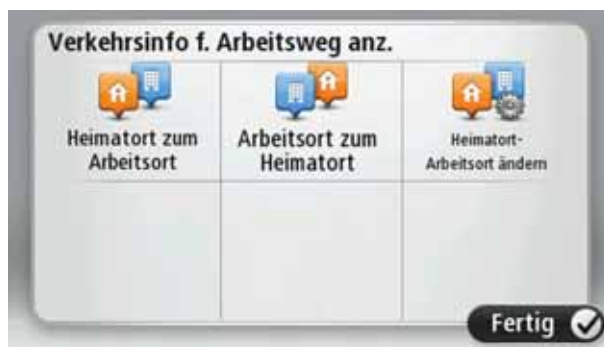 Verkehrsinfo f. Arbeitsweg anz.
Heimatort zum
Arbeitsort
Arbeitsort zum
Heimatort
Heimatort-
Arbeitsort ändern
Fertig